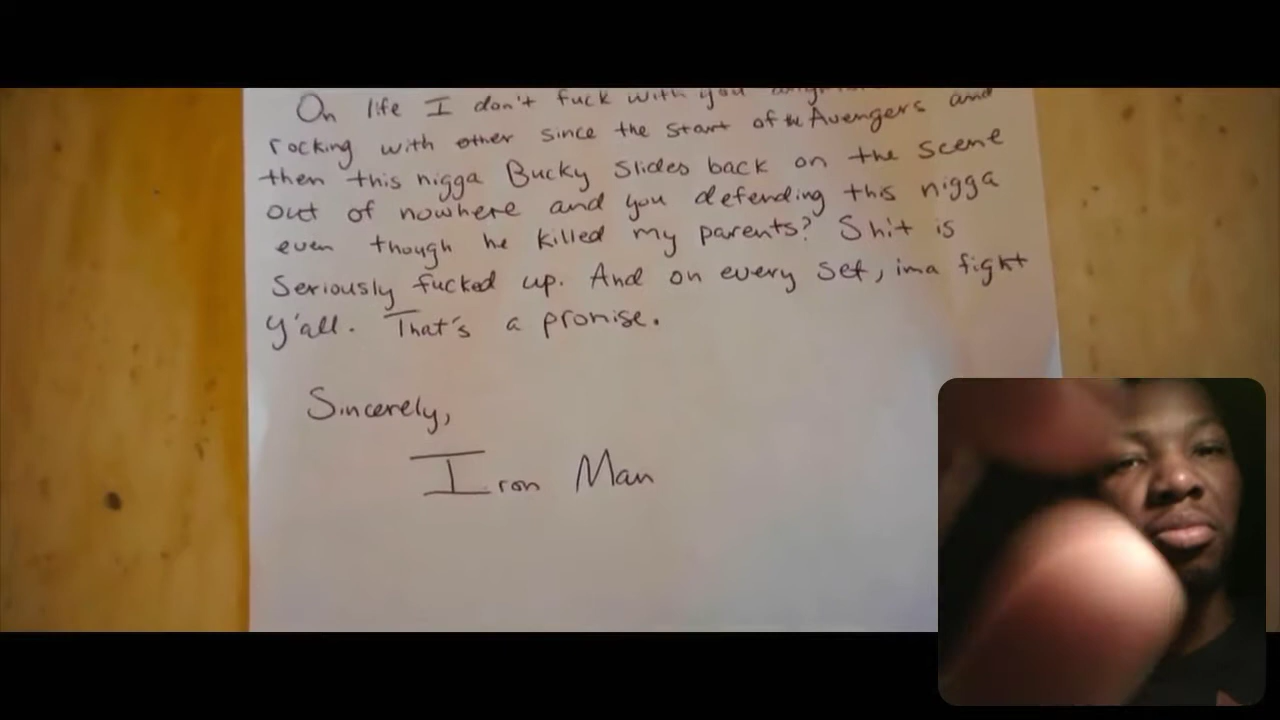 On life I don't fuck with you
rocking with other since the start of the Avengers and
then this nigga Bucky slides back on the scene
out of nowhere and you defending this nigga
even though he killed my parents? Shit is
Seriously fucked up. And on every set, ima fight
y'all. That's a promise.
Sincerely,
Iron Man